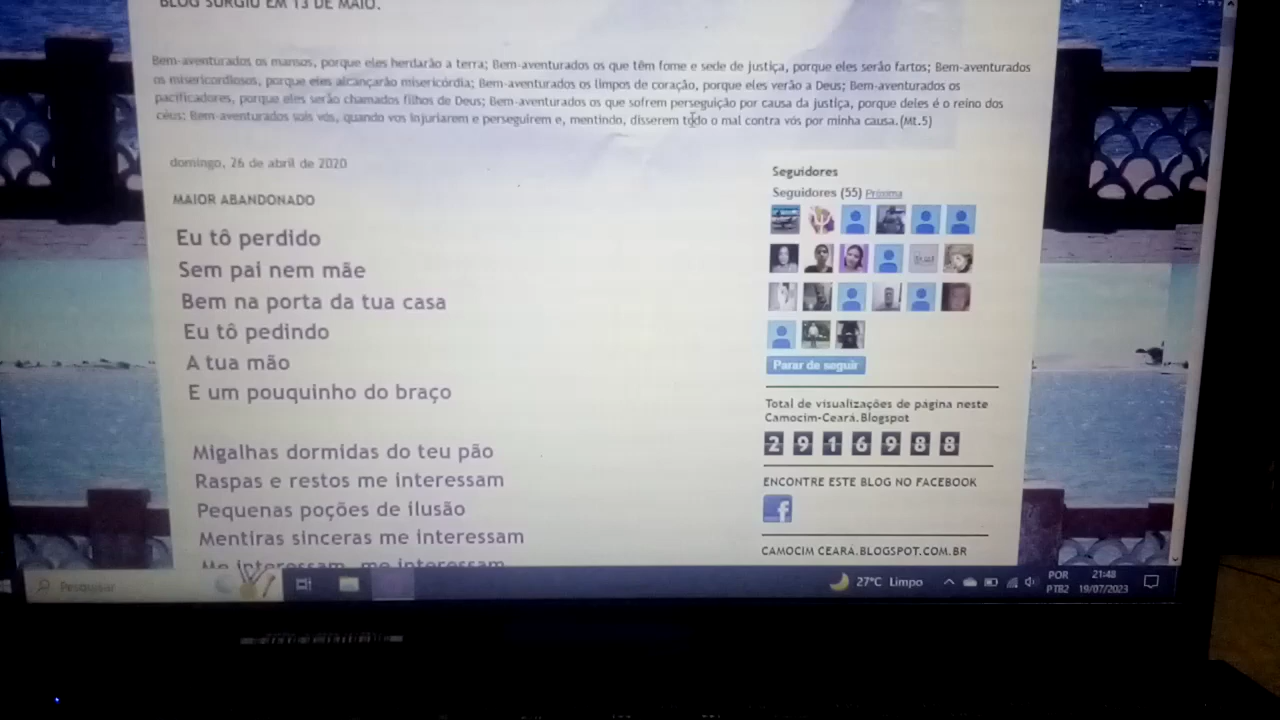 BLOG SURGIU EM 13 DE MAIO.
Bem-aventurados os mansos, porque eles herdarão a terra; Bem-aventurados os que têm fome e sede de justiça, porque eles serão fartos; Bem-aventurados
os misericordiosos, porque eles alcançarão misericórdia; Bem-aventurados os limpos de coração, porque eles verão a Deus; Bem-aventurados os
pacificadores, porque eles serão chamados filhos de Deus; Bem-aventurados os que sofrem perseguição por causa da justiça, porque deles é o reino dos
céus; Bem-aventurados sois vós, quando vos injuriarem e perseguirem e, mentindo, disserem todo o mal contra vós por minha causa.(Mt.5)
domingo, 26 de abril de 2020
MAIOR ABANDONADO
Eu tô perdido
Sem pai nem mãe
Bem na porta da tua casa
Eu tô pedindo
A tua mão
E um pouquinho do braço
Migalhas dormidas do teu pão
Raspas e restos me interessam
Pequenas poções de ilusão
Mentiras sinceras me interessam
Me interessam, me interessam
Seguidores
Seguidores (55) Próxima
Parar de seguir
Total de visualizações de página neste
Camocim-Ceará.Blogspot
2916988
ENCONTRE ESTE BLOG NO FACEBOOK
f
CAMOCIM CEARÁ.BLOGSPOT.COM.BR
Pesquisar
27°C Limpo
POR
PTB2
21:48
19/07/2023